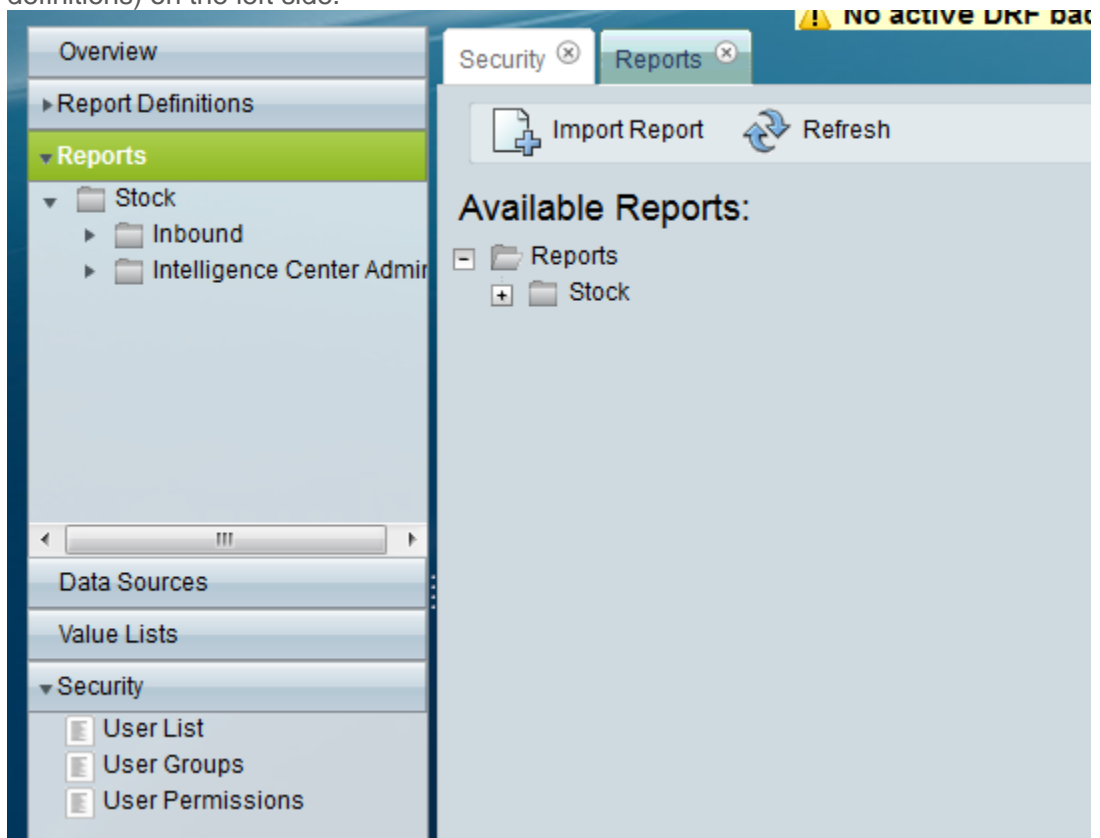 definitions) on the left side.
No active DRF bac
Overview
Report Definitions
Reports
Stock
Inbound
Intelligence Center Admir
Data Sources
Value Lists
Security
User List
User Groups
User Permissions
Security
Reports
Import Report
Refresh
Available Reports:
Reports
Stock